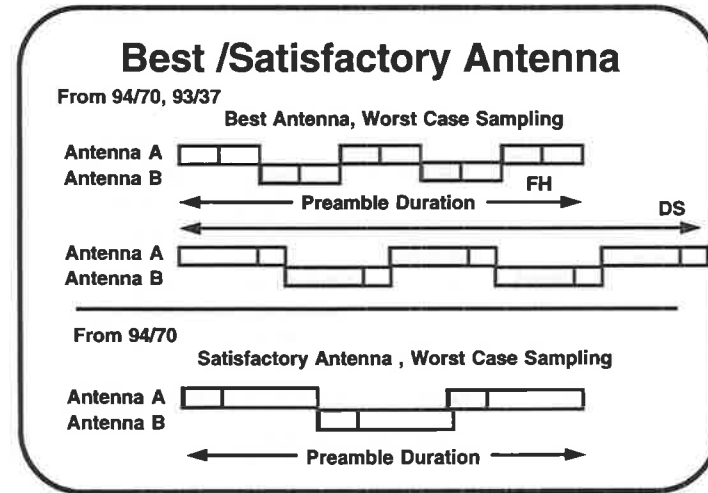 Best /Satisfactory Antenna
From 94/70, 93/37
Best Antenna, Worst Case Sampling
Antenna A
Antenna B
FH
Preamble Duration
DS
Antenna A
Antenna B
From 94/70
Satisfactory Antenna , Worst Case Sampling
Antenna A
Antenna B
Preamble Duration